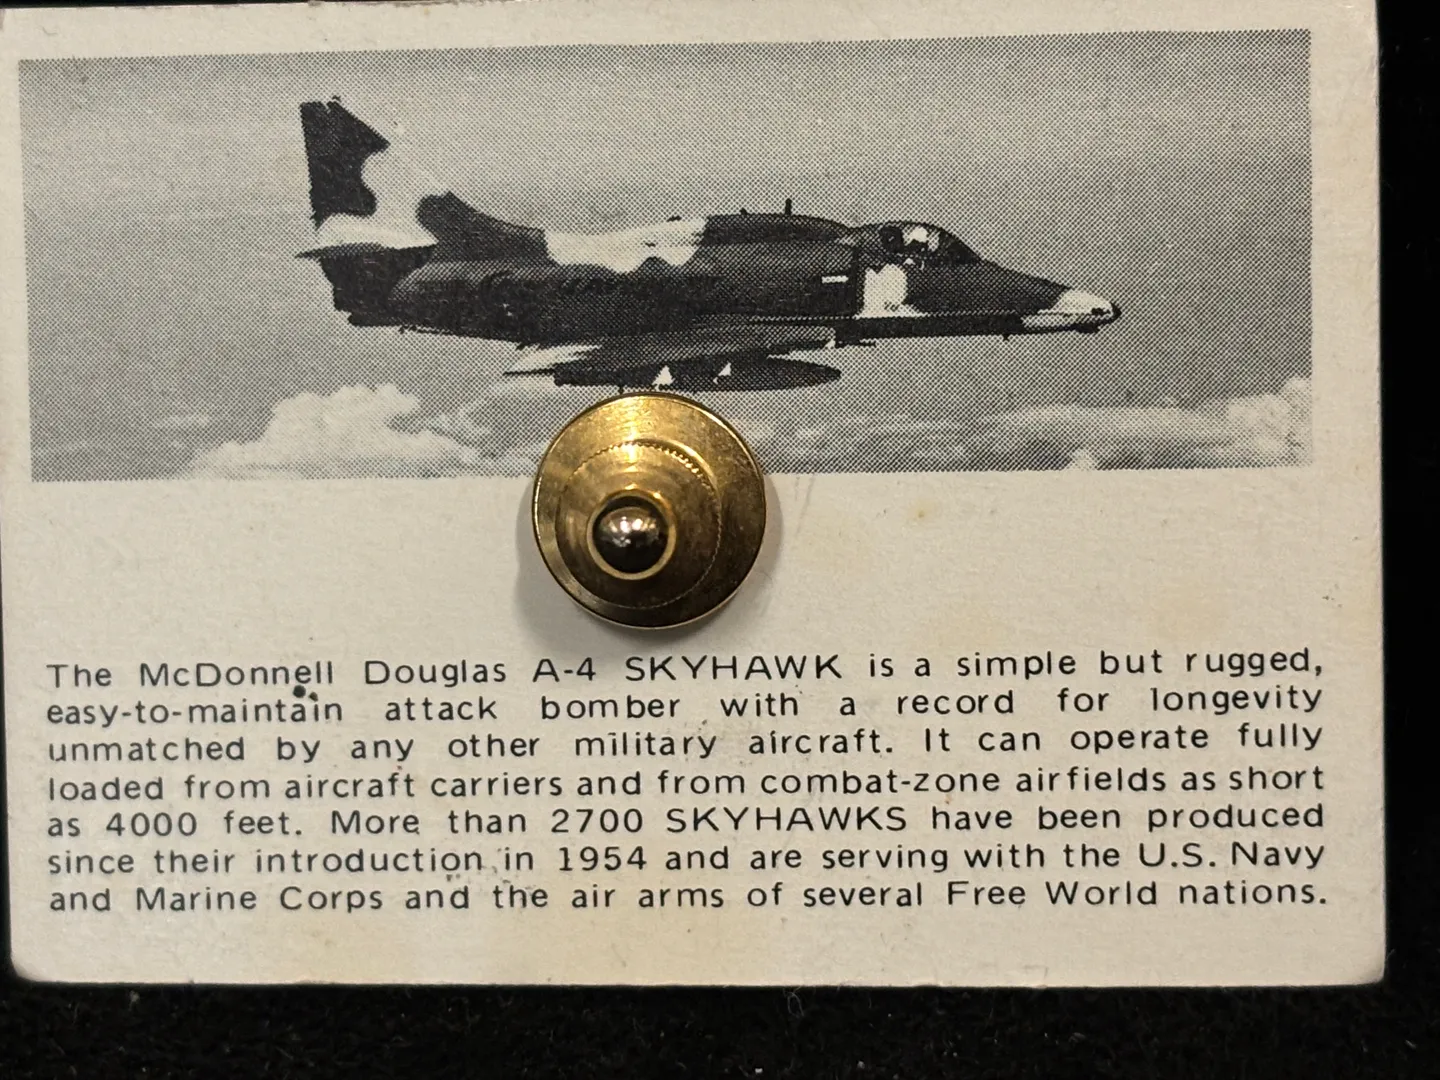 The McDonnell Douglas A-4 SKYHAWK is a simple but rugged,
easy-to-maintain attack bomber with a record for longevity
unmatched by any other military aircraft. It can operate fully
loaded from aircraft carriers and from combat-zone airfields as short
as 4000 feet. More than 2700 SKYHAWKS have been produced
since their introduction in 1954 and are serving with the U.S. Navy
and Marine Corps and the air arms of several Free World nations.